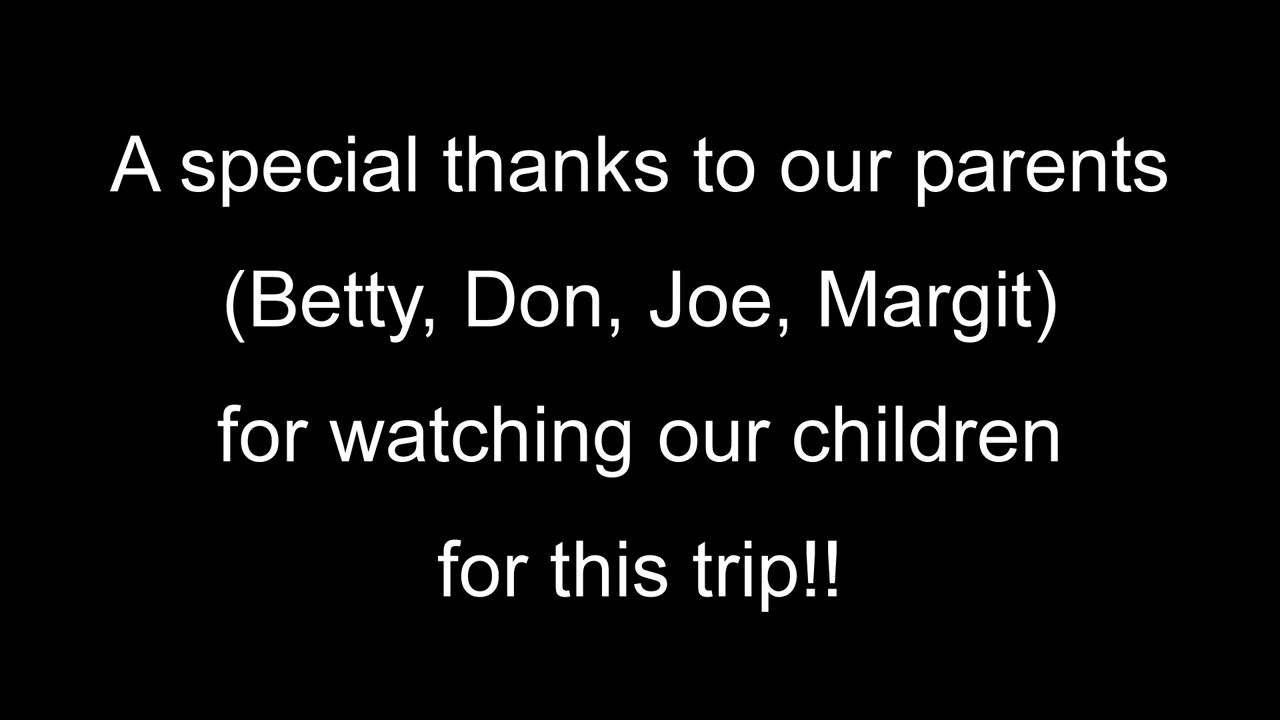 A special thanks to our parents
(Betty, Don, Joe, Margit)
for watching our children
for this trip!!